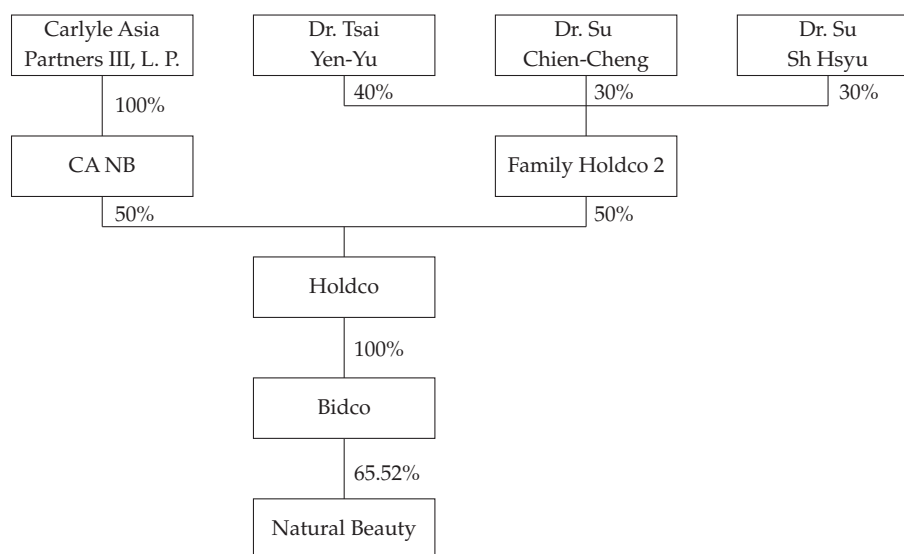 Carlyle Asia
Partners III, L. P.
Dr. Tsai
Yen-Yu
Dr. Su
Chien-Cheng
Dr. Su
Sh Hsyu
100%
40%
30%
30%
CA NB
Family Holdco 2
50%
50%
Holdco
100%
Bidco
65.52%
Natural Beauty